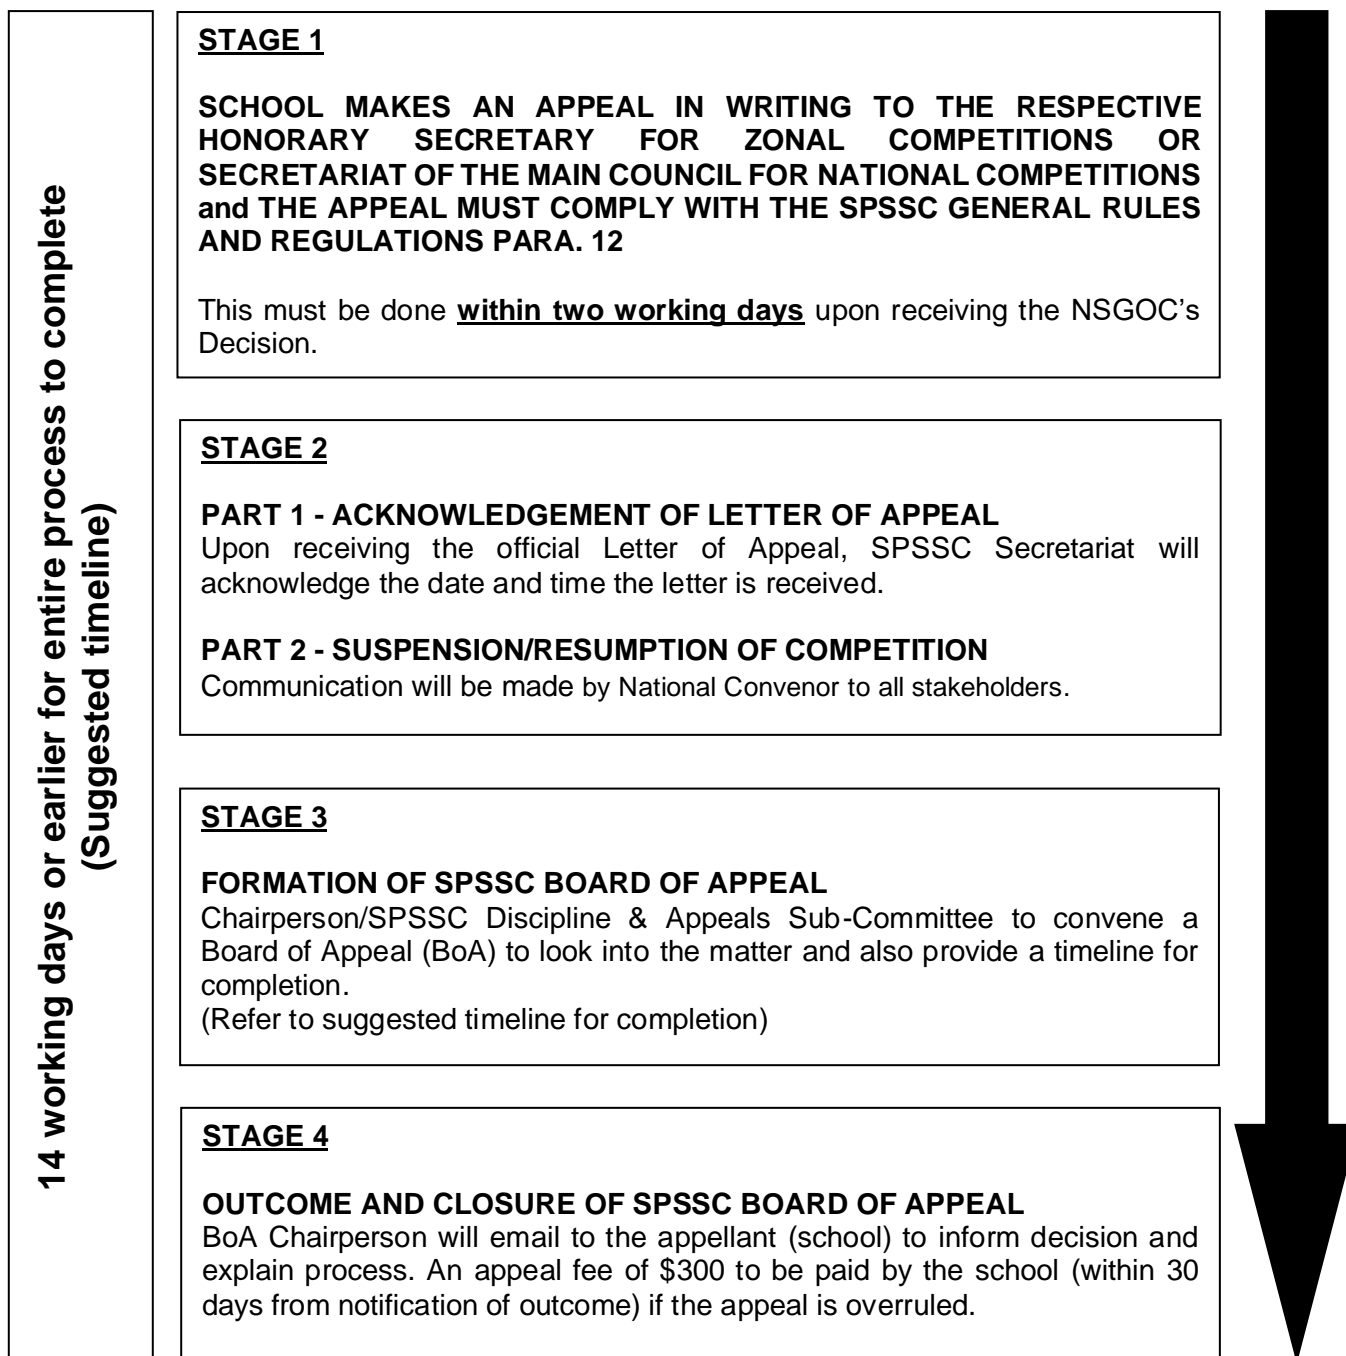 14 working days or earlier for entire process to complete
(Suggested timeline)
STAGE 1
SCHOOL MAKES AN APPEAL IN WRITING TO THE RESPECTIVE
HONORARY SECRETARY FOR ZONAL COMPETITIONS OR
SECRETARIAT OF THE MAIN COUNCIL FOR NATIONAL COMPETITIONS
and THE APPEAL MUST COMPLY WITH THE SPSSC GENERAL RULES
AND REGULATIONS PARA. 12
This must be done within two working days upon receiving the NSGOC's
Decision.
STAGE 2
PART 1 - ACKNOWLEDGEMENT OF LETTER OF APPEAL
Upon receiving the official Letter of Appeal, SPSSC Secretariat will
acknowledge the date and time the letter is received.
PART 2 - SUSPENSION/RESUMPTION OF COMPETITION
Communication will be made by National Convenor to all stakeholders.
STAGE 3
FORMATION OF SPSSC BOARD OF APPEAL
Chairperson/SPSSC Discipline & Appeals Sub-Committee to convene a
Board of Appeal (BoA) to look into the matter and also provide a timeline for
completion.
(Refer to suggested timeline for completion)
STAGE 4
OUTCOME AND CLOSURE OF SPSSC BOARD OF APPEAL
BoA Chairperson will email to the appellant (school) to inform decision and
explain process. An appeal fee of $300 to be paid by the school (within 30
days from notification of outcome) if the appeal is overruled.